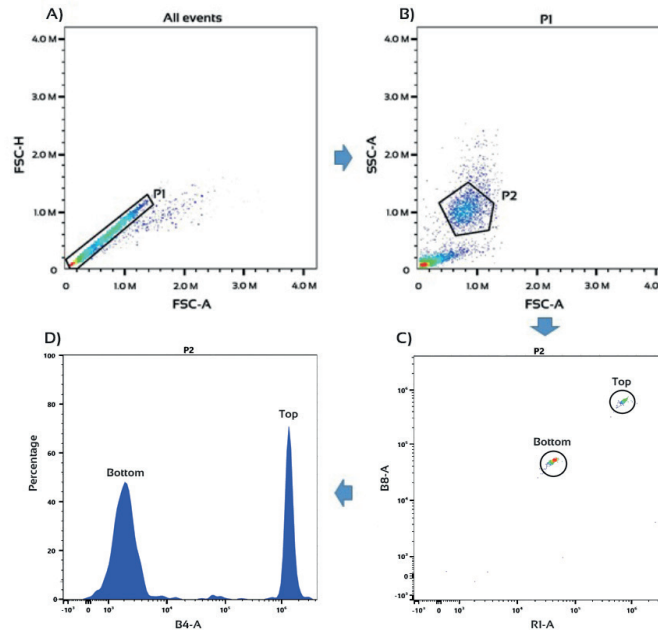 A)
All events
4.0 M
3.0 M
2.0 M
1.0 M
0
FSC-H
P1
0
1.0 M
2.0 M
3.0 M
4.0 M
FSC-A
B)
P1
4.0 M
3.0 M
2.0 M
1.0 M
0
SSC-A
P2
0
1.0 M
2.0 M
3.0 M
4.0 M
FSC-A
D)
P2
100
80
60
40
20
0
Percentage
Bottom
Top
0
B4-A
C)
P2
Top
Bottom
B8-A
0
0
R1-A